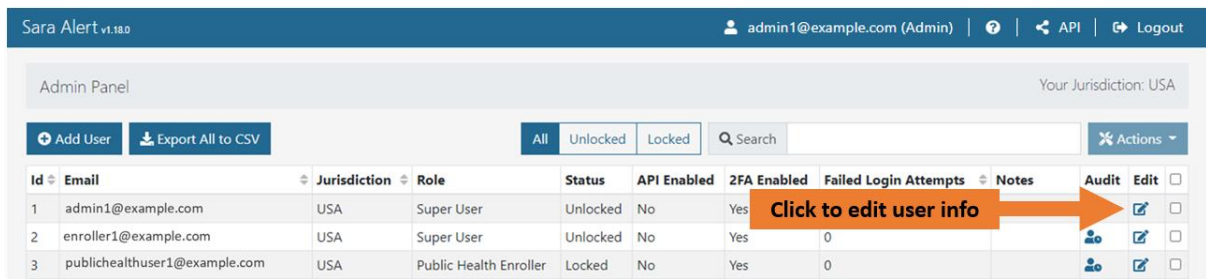 Sara Alert v1.18.0 admin1@example.com (Admin) | ? | API | Logout
Admin Panel Your Jurisdiction: USA
Add User Export All to CSV All Unlocked Locked Search Actions
Id Email Jurisdiction Role Status API Enabled 2FA Enabled Failed Login Attempts Notes Audit Edit
1 admin1@example.com USA Super User Unlocked No Yes Click to edit user info
2 enroller1@example.com USA Super User Unlocked No Yes 0
3 publichealthuser1@example.com USA Public Health Enroller Locked No Yes 0